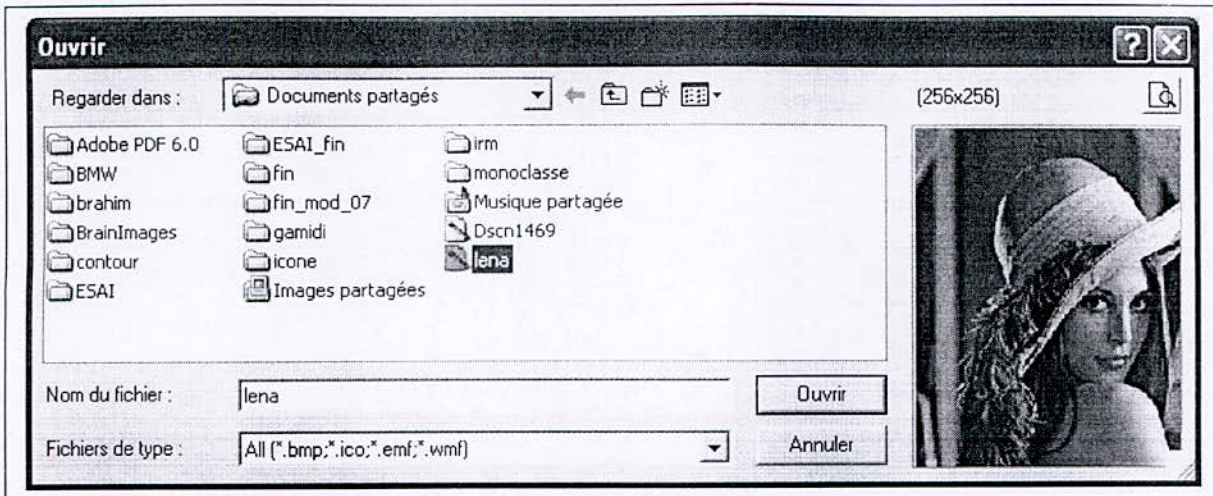 Ouvrir
Regarder dans : Documents partagés (256x256)
Adobe PDF 6.0 ESAI_fin irm
BMW fin monoclasse
brahim fin_mod_07 Musique partagée
BrainImages gamidi Dscn1469
contour icone lena
ESAI Images partagées
Nom du fichier : lena Ouvrir
Fichiers de type : All (*.bmp;*.ico;*.emf;*.wmf) Annuler